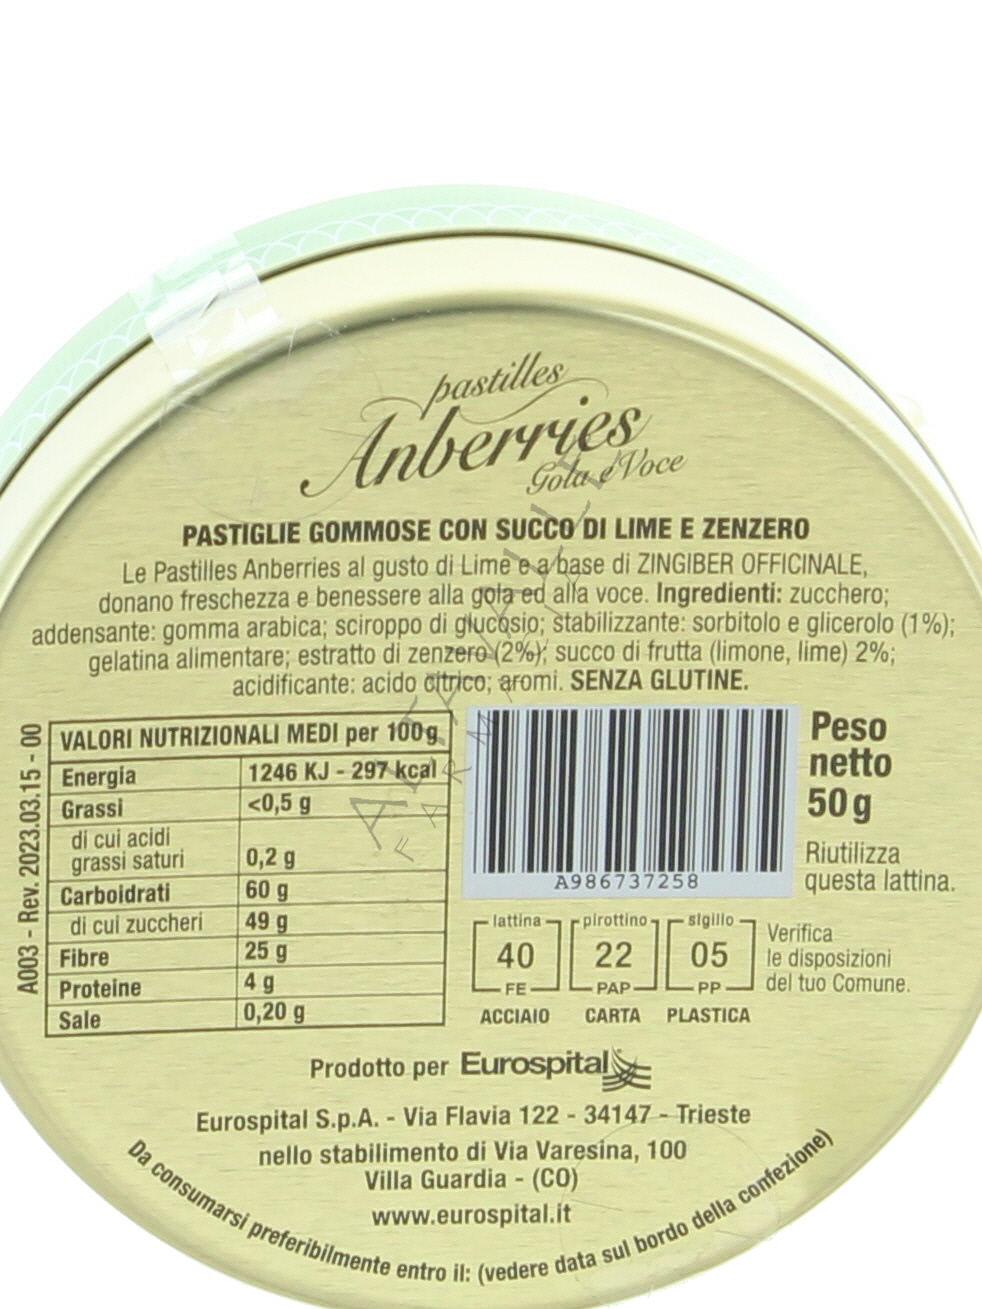 pastilles
Anberries
Gola e Voce
PASTIGLIE GOMMOSE CON SUCCO DI LIME E ZENZERO
Le Pastilles Anberries al gusto di Lime e a base di ZINGIBER OFFICINALE,
donano freschezza e benessere alla gola ed alla voce. Ingredienti: zucchero;
addensante: gomma arabica; sciroppo di glucosio; stabilizzante: sorbitolo e glicerolo (1%);
gelatina alimentare; estratto di zenzero (2%); succo di frutta (limone, lime) 2%;
acidificante: acido citrico; aromi. SENZA GLUTINE.
A003 - Rev. 2023.03.15 - 00
VALORI NUTRIZIONALI MEDI per 100g
Energia 1246 KJ - 297 kcal
Grassi <0,5 g
di cui acidi
grassi saturi 0,2 g
Carboidrati 60 g
di cui zuccheri 49 g
Fibre 25 g
Proteine 4 g
Sale 0,20 g
A986737258
Peso
netto
50 g
Riutilizza
questa lattina.
lattina pirottino sigillo
40 22 05
FE PAP PP
ACCIAIO CARTA PLASTICA
Verifica
le disposizioni
del tuo Comune.
Prodotto per Eurospital
Eurospital S.p.A. - Via Flavia 122 - 34147 - Trieste
nello stabilimento di Via Varesina, 100
Villa Guardia - (CO)
www.eurospital.it
Da consumarsi preferibilmente entro il: (vedere data sul bordo della confezione)